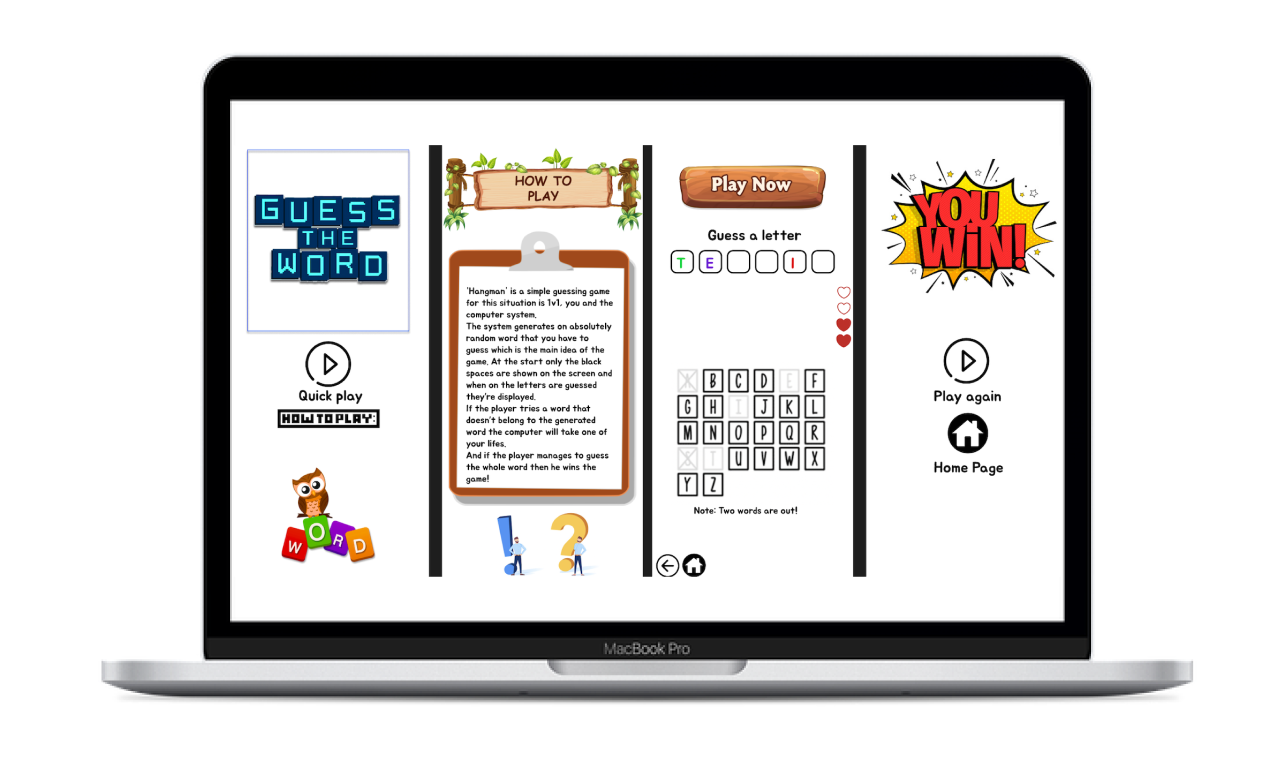 GUESS
THE
WORD
Quick play
HOW TO PLAY:
WORD
HOW TO
PLAY
'Hangman' is a simple guessing game
for this situation is 1v1, you and the
computer system.
The system generates on absolutely
random word that you have to
guess which is the main idea of the
game. At the start only the black
spaces are shown on the screen and
when on the letters are guessed
they're displayed.
If the player tries a word that
doesn't belong to the generated
word the computer will take one of
your lifes.
And if the player manages to guess
the whole word then he wins the
game!
! ?
Play Now
Guess a letter
T E I
A B C D E F
G H I J K L
M N O P Q R
S T U V W X
Y Z
Note: Two words are out!
YOU
WiN!
Play again
Home Page
MacBook Pro